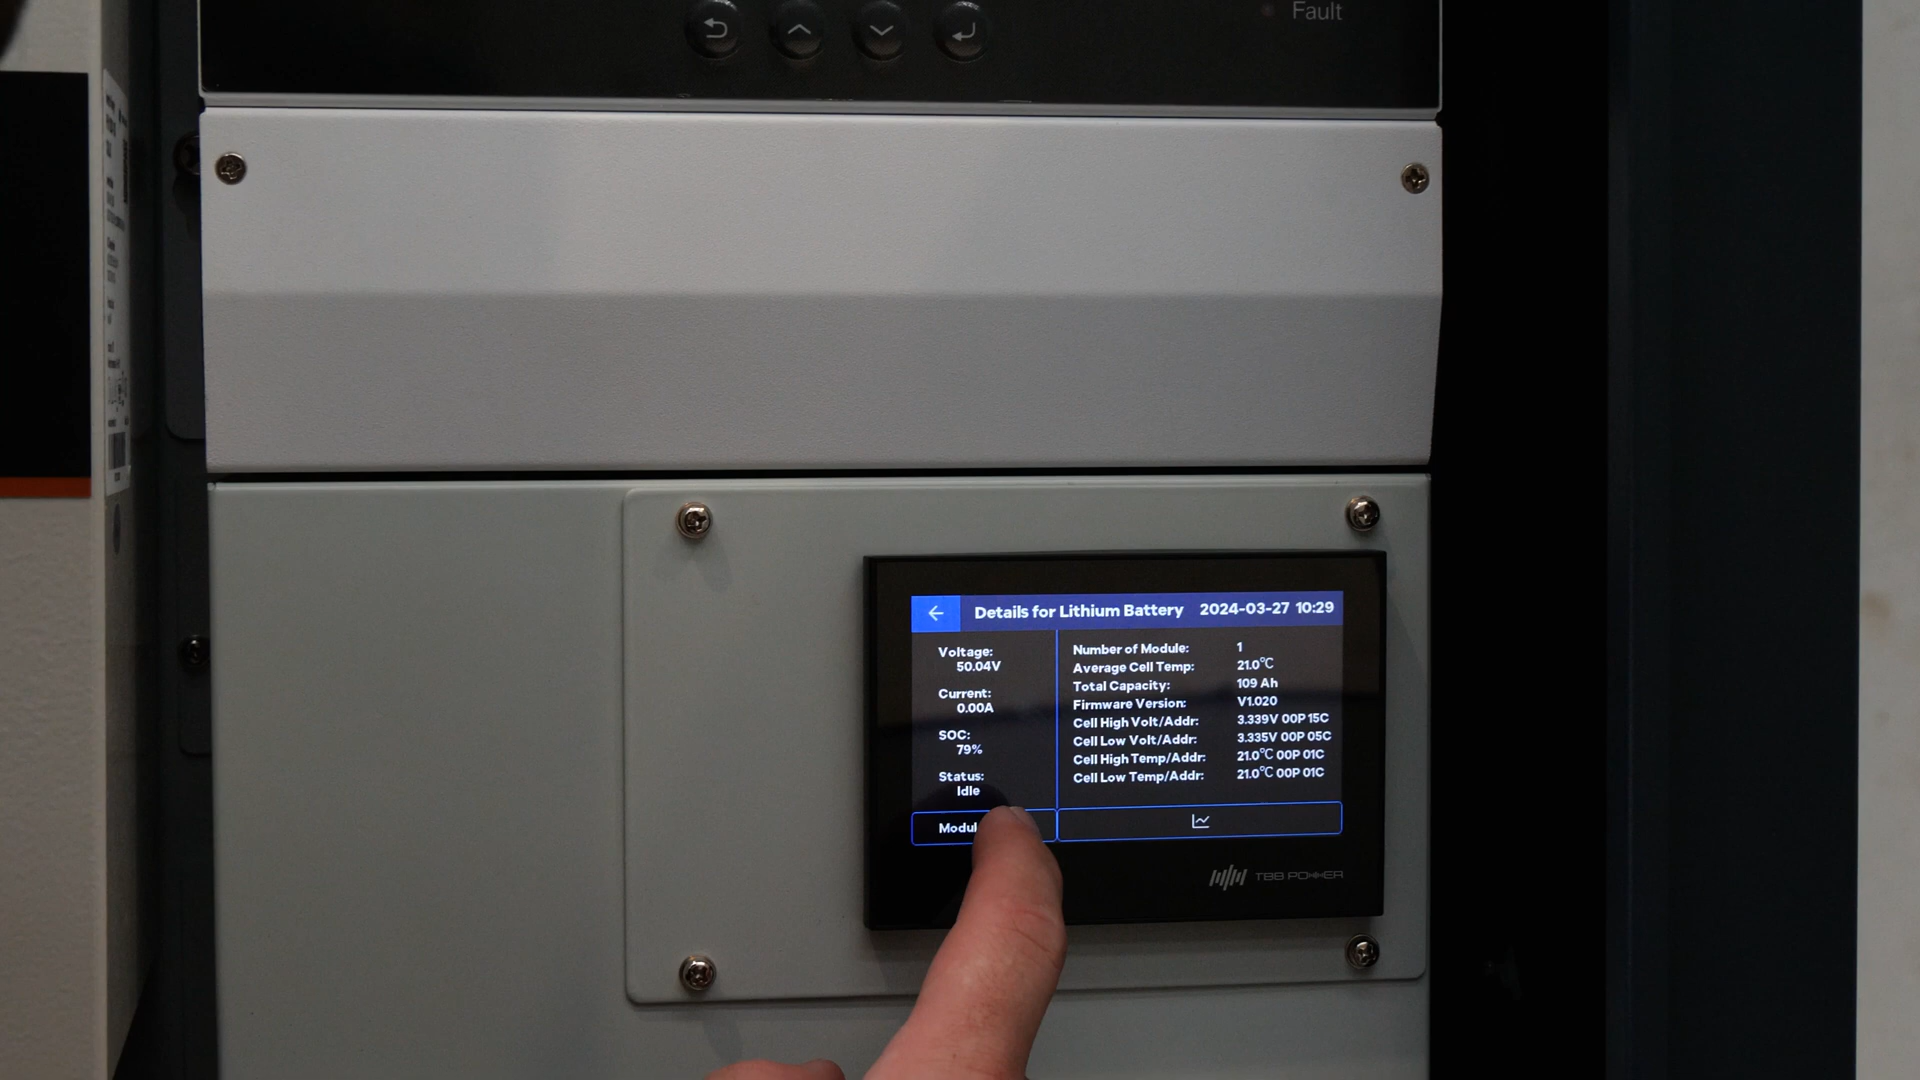 Fault
Details for Lithium Battery 2024-03-27 10:29
Voltage:
50.04V
Current:
0.00A
SOC:
79%
Status:
Idle
Number of Module: 1
Average Cell Temp: 21.0℃
Total Capacity: 109 Ah
Firmware Version: V1.020
Cell High Volt/Addr: 3.339V 00P 15C
Cell Low Volt/Addr: 3.335V 00P 05C
Cell High Temp/Addr: 21.0℃ 00P 01C
Cell Low Temp/Addr: 21.0℃ 00P 01C
Modul
TBB POWER